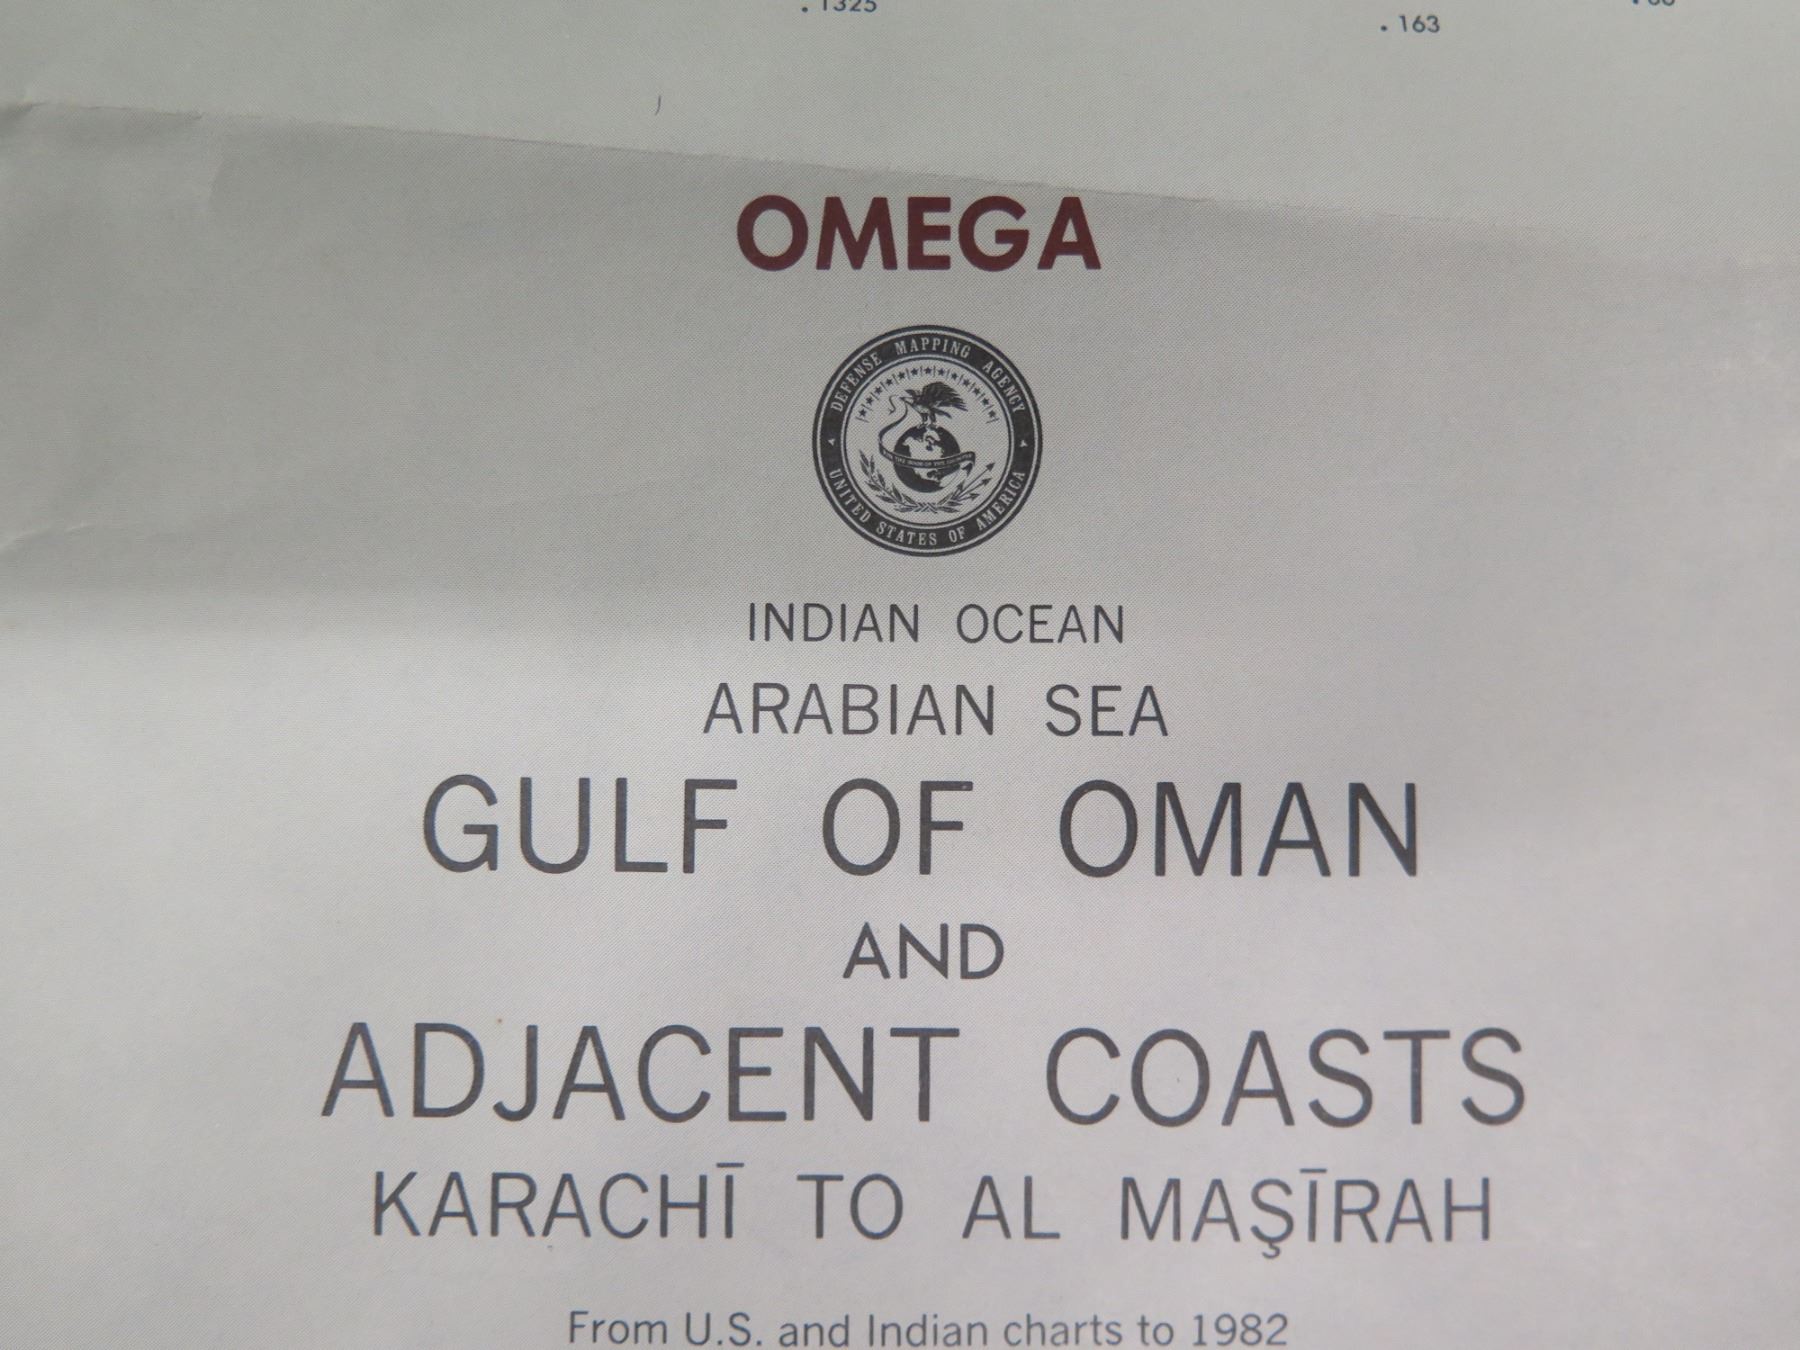 . 1325
. 163
OMEGA
DEFENSE MAPPING AGENCY
UNITED STATES OF AMERICA
INDIAN OCEAN
ARABIAN SEA
GULF OF OMAN
AND
ADJACENT COASTS
KARACHĪ TO AL MAŞĪRAH
From U.S. and Indian charts to 1982